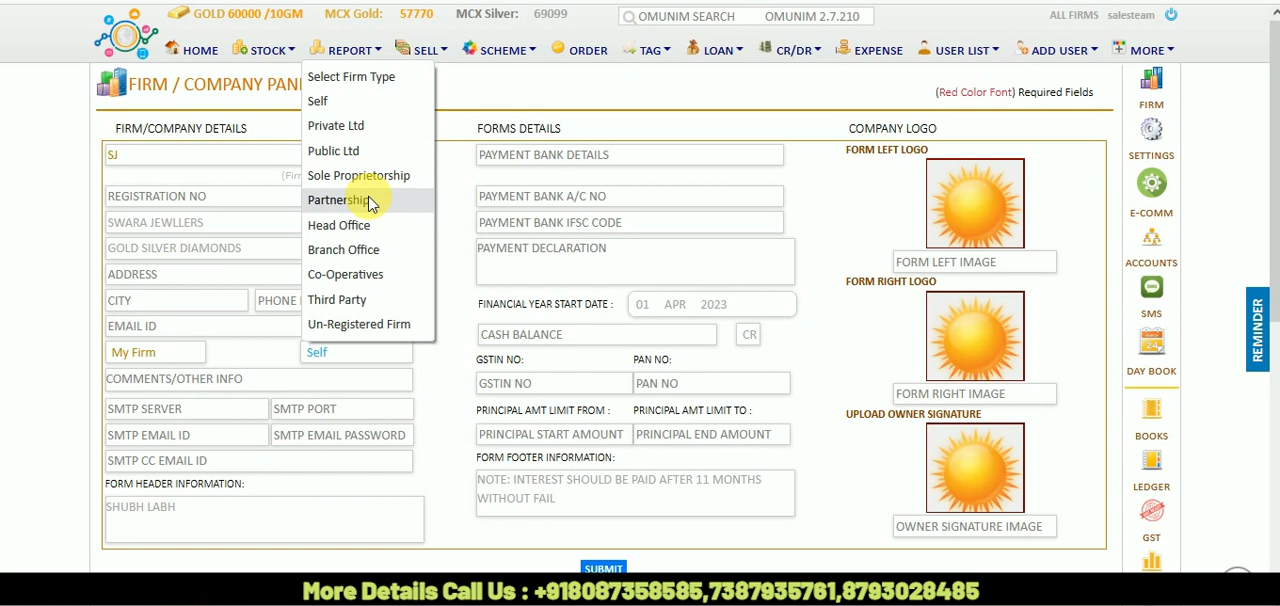 GOLD 60000 /10GM MCX Gold: 57770 MCX Silver: 69099 OMUNIM SEARCH OMUNIM 2.7.210 ALL FIRMS salesteam
HOME STOCK REPORT SELL SCHEME ORDER TAG LOAN CR/DR EXPENSE USER LIST ADD USER MORE
FIRM / COMPANY PAN
(Red Color Font) Required Fields
Select Firm Type
Self
Private Ltd
Public Ltd
Sole Proprietorship
Partnership
Head Office
Branch Office
Co-Operatives
Third Party
Un-Registered Firm
FIRM/COMPANY DETAILS
SJ
(Fir
REGISTRATION NO
SWARA JEWLLERS
GOLD SILVER DIAMONDS
ADDRESS
CITY PHONE
EMAIL ID
My Firm Self
COMMENTS/OTHER INFO
SMTP SERVER SMTP PORT
SMTP EMAIL ID SMTP EMAIL PASSWORD
SMTP CC EMAIL ID
FORM HEADER INFORMATION:
SHUBH LABH
FORMS DETAILS
PAYMENT BANK DETAILS
PAYMENT BANK A/C NO
PAYMENT BANK IFSC CODE
PAYMENT DECLARATION
FINANCIAL YEAR START DATE : 01 APR 2023
CASH BALANCE CR
GSTIN NO: PAN NO:
GSTIN NO PAN NO
PRINCIPAL AMT LIMIT FROM : PRINCIPAL AMT LIMIT TO :
PRINCIPAL START AMOUNT PRINCIPAL END AMOUNT
FORM FOOTER INFORMATION:
NOTE: INTEREST SHOULD BE PAID AFTER 11 MONTHS
WITHOUT FAIL
COMPANY LOGO
FORM LEFT LOGO
FORM LEFT IMAGE
FORM RIGHT LOGO
FORM RIGHT IMAGE
UPLOAD OWNER SIGNATURE
OWNER SIGNATURE IMAGE
FIRM
SETTINGS
E-COMM
ACCOUNTS
SMS
DAY BOOK
BOOKS
LEDGER
GST
REMINDER
SUBMIT
More Details Call Us : +918087358585,7387935761,8793028485